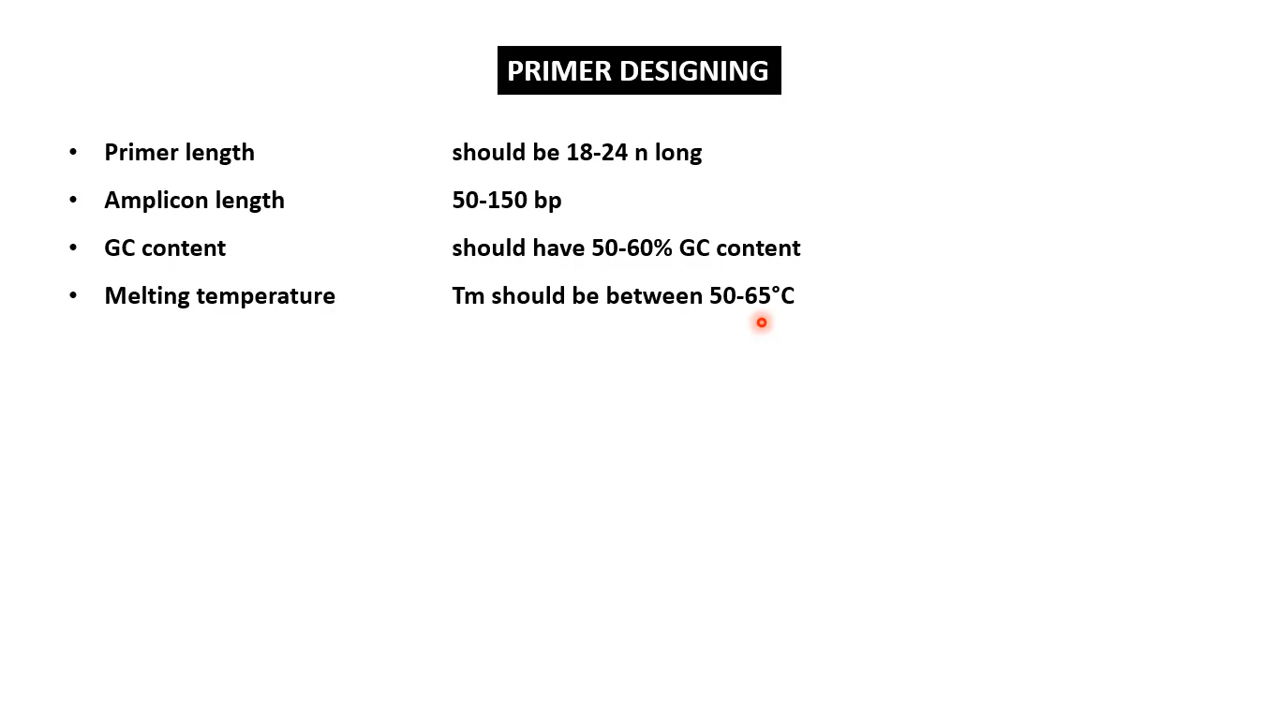 PRIMER DESIGNING
• Primer length should be 18-24 n long
• Amplicon length 50-150 bp
• GC content should have 50-60% GC content
• Melting temperature Tm should be between 50-65°C